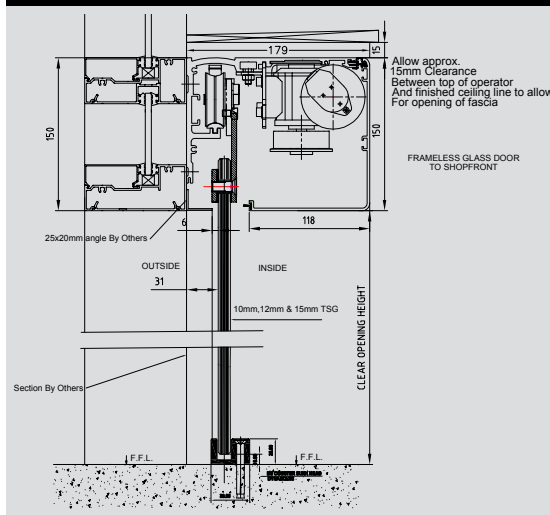 179
15
Allow approx.
15mm Clearance
Between top of operator
And finished ceiling line to allow
For opening of fascia
150
150
FRAMELESS GLASS DOOR
TO SHOPFRONT
118
6
25x20mm angle By Others
OUTSIDE
INSIDE
31
10mm,12mm & 15mm TSG
CLEAR OPENING HEIGHT
Section By Others
F.F.L.
F.F.L.